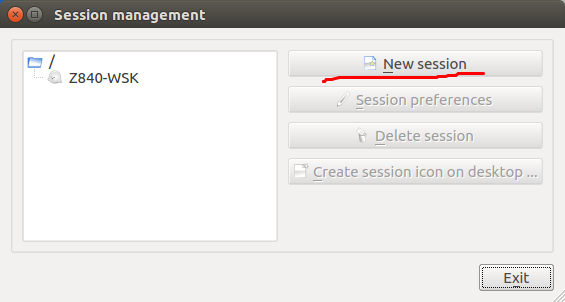 Session management
/
Z840-WSK
New session
Session preferences
Delete session
Create session icon on desktop ...
Exit